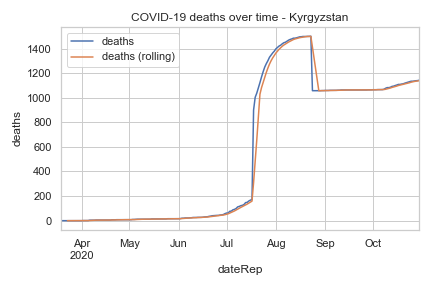 COVID-19 deaths over time - Kyrgyzstan
deaths
deaths (rolling)
deaths
1400
1200
1000
800
600
400
200
0
Apr May Jun Jul Aug Sep Oct
2020
dateRep